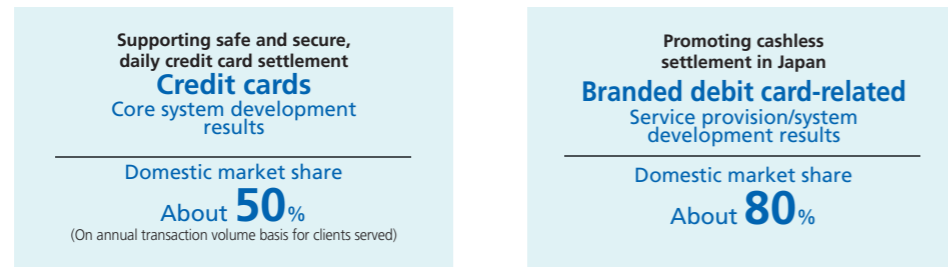 Supporting safe and secure,
daily credit card settlement
Credit cards
Core system development
results
Domestic market share
About 50%
(On annual transaction volume basis for clients served)
Promoting cashless
settlement in Japan
Branded debit card-related
Service provision/system
development results
Domestic market share
About 80%